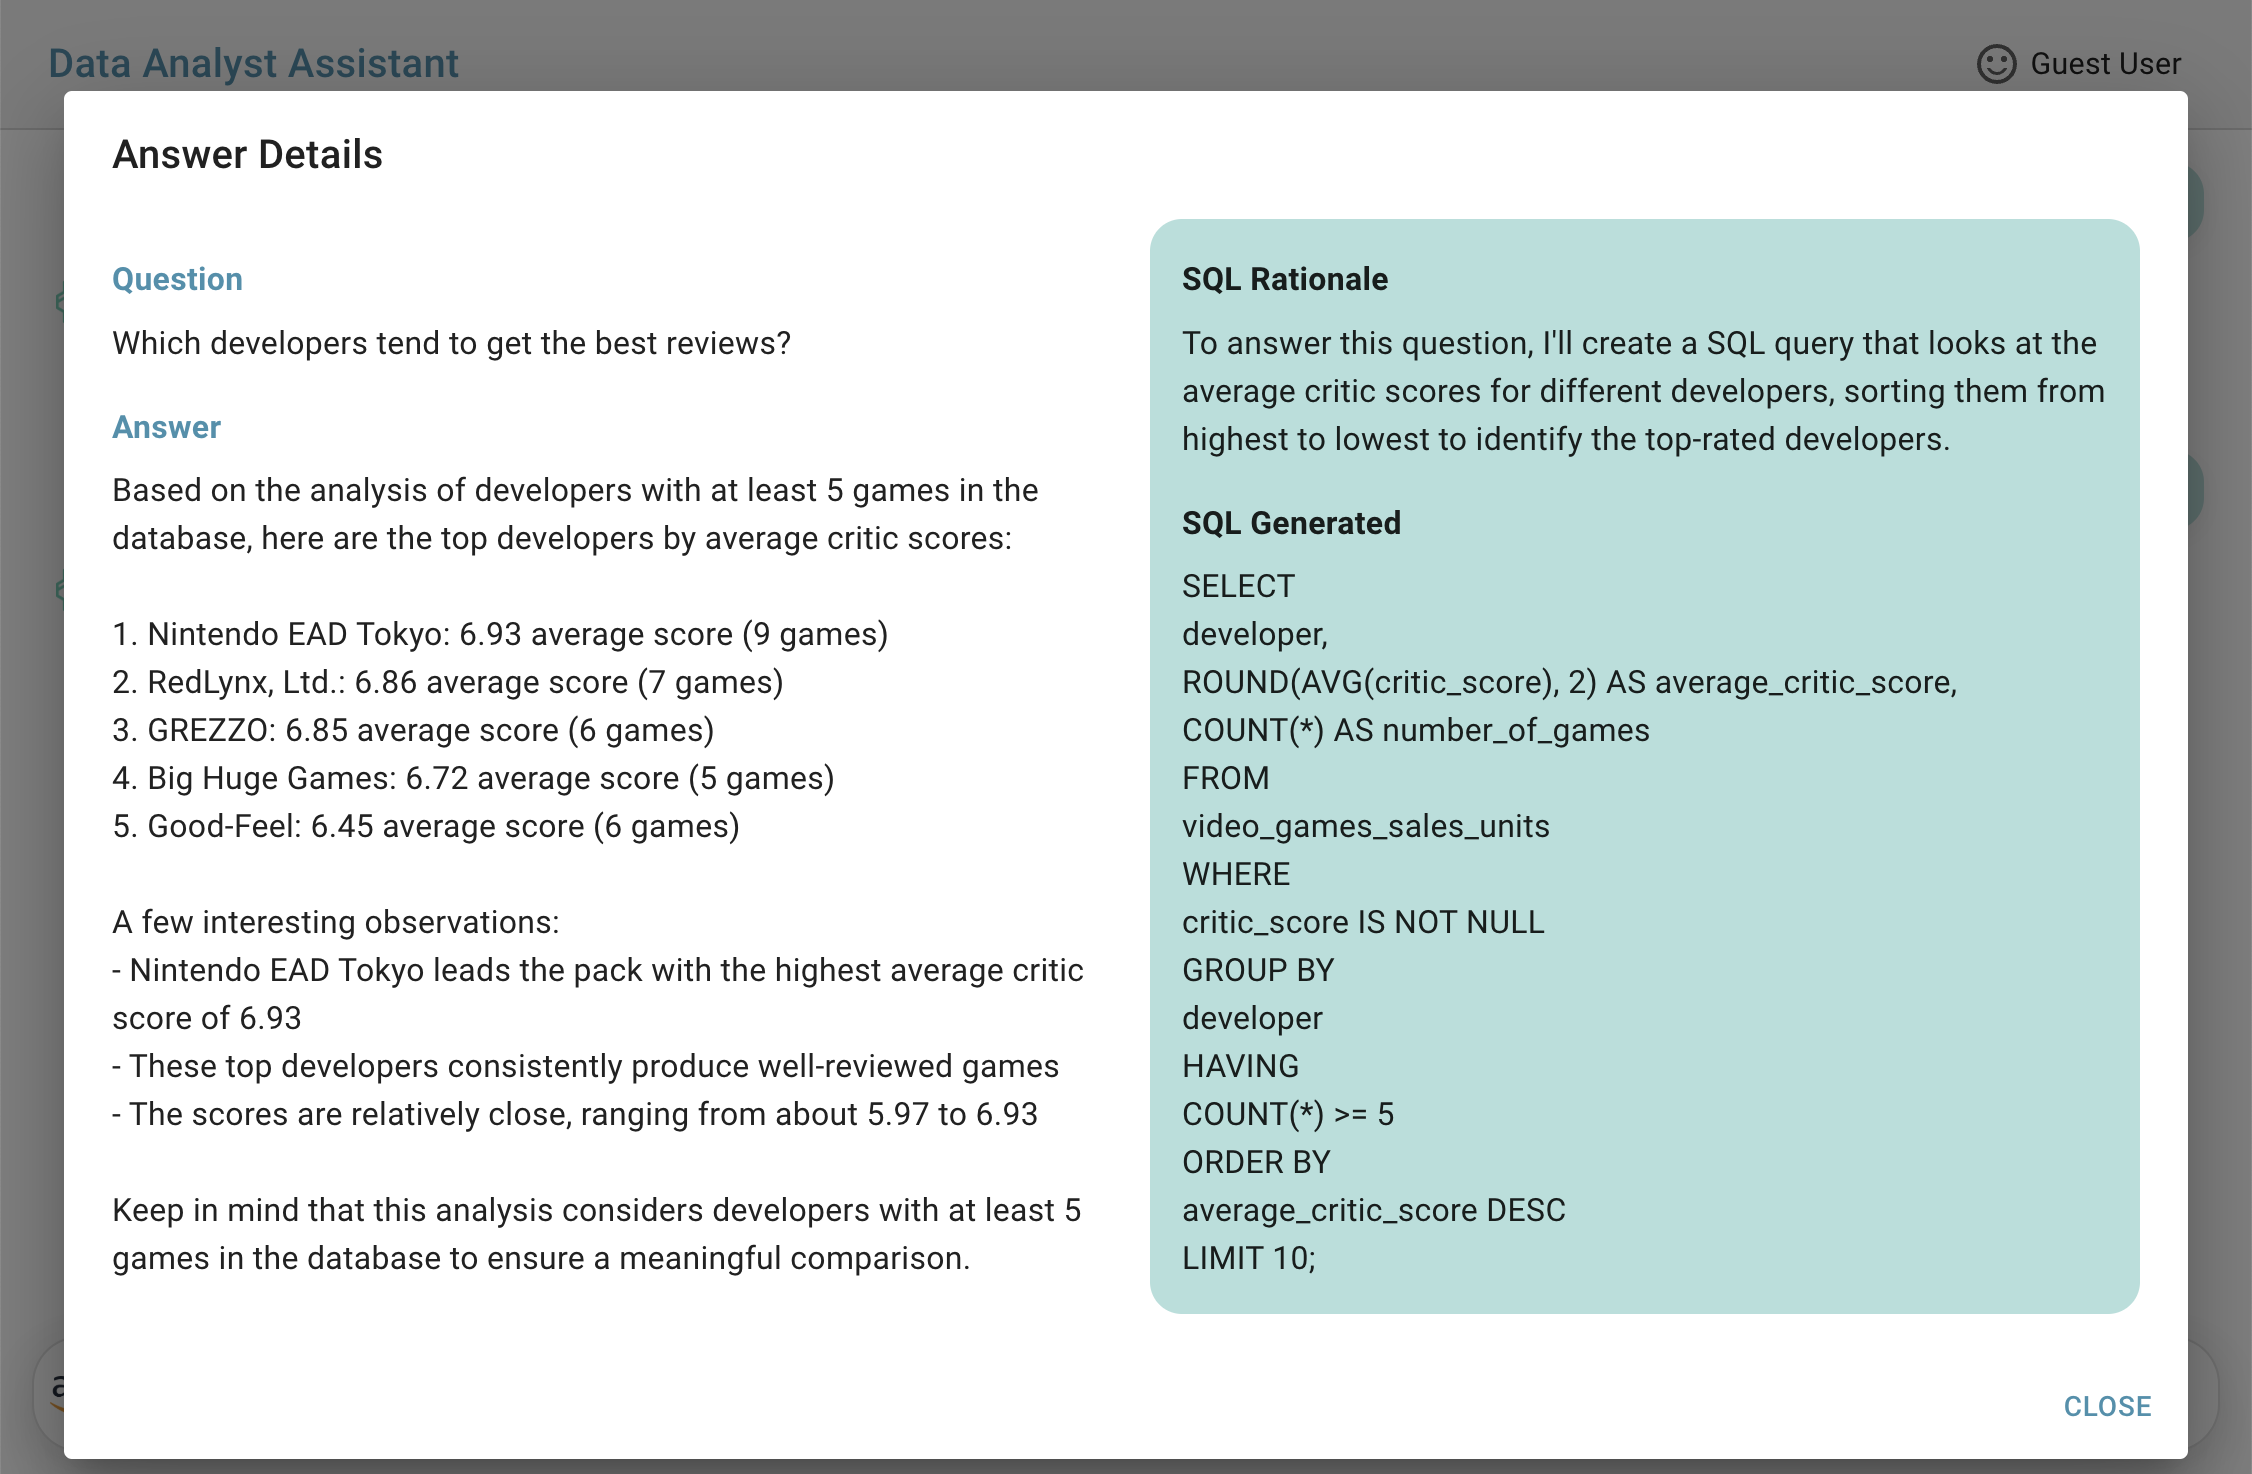 Data Analyst Assistant
Guest User
Answer Details
Question
Which developers tend to get the best reviews?
Answer
Based on the analysis of developers with at least 5 games in the
database, here are the top developers by average critic scores:
1. Nintendo EAD Tokyo: 6.93 average score (9 games)
2. RedLynx, Ltd.: 6.86 average score (7 games)
3. GREZZO: 6.85 average score (6 games)
4. Big Huge Games: 6.72 average score (5 games)
5. Good-Feel: 6.45 average score (6 games)
A few interesting observations:
- Nintendo EAD Tokyo leads the pack with the highest average critic
score of 6.93
- These top developers consistently produce well-reviewed games
- The scores are relatively close, ranging from about 5.97 to 6.93
Keep in mind that this analysis considers developers with at least 5
games in the database to ensure a meaningful comparison.
SQL Rationale
To answer this question, I'll create a SQL query that looks at the
average critic scores for different developers, sorting them from
highest to lowest to identify the top-rated developers.
SQL Generated
SELECT
developer,
ROUND(AVG(critic_score), 2) AS average_critic_score,
COUNT(*) AS number_of_games
FROM
video_games_sales_units
WHERE
critic_score IS NOT NULL
GROUP BY
developer
HAVING
COUNT(*) >= 5
ORDER BY
average_critic_score DESC
LIMIT 10;
CLOSE